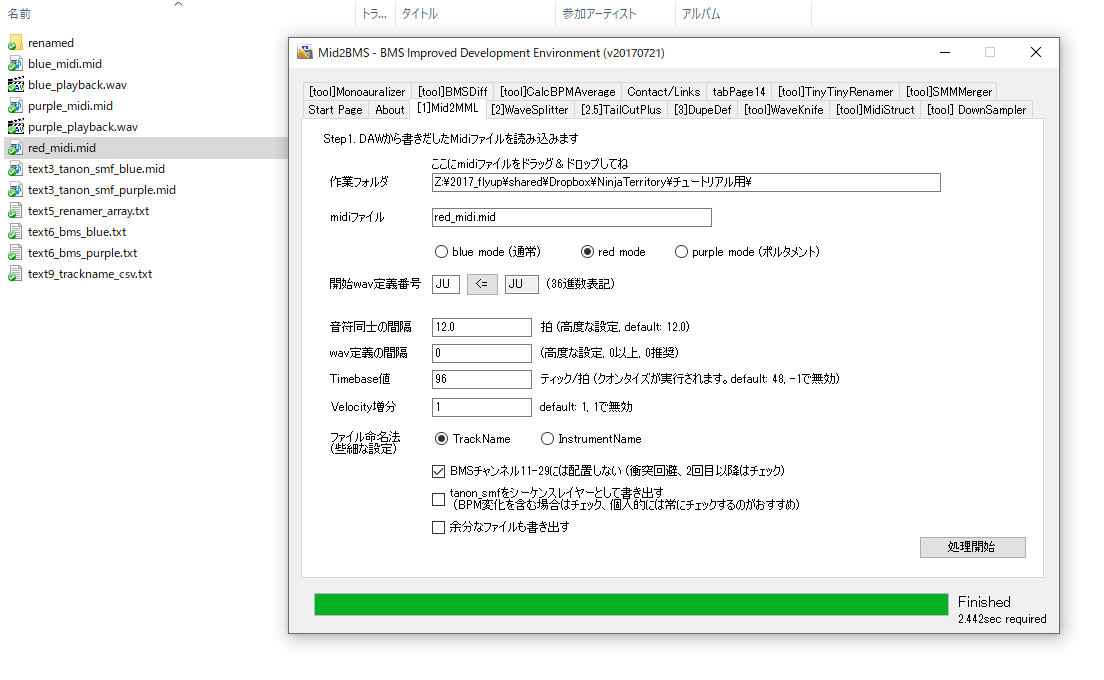 名前
トラ...
タイトル
参加アーティスト
アルバム
renamed
blue_midi.mid
blue_playback.wav
purple_midi.mid
purple_playback.wav
red_midi.mid
text3_tanon_smf_blue.mid
text3_tanon_smf_purple.mid
text5_renamer_array.txt
text6_bms_blue.txt
text6_bms_purple.txt
text9_trackname_csv.txt
Mid2BMS - BMS Improved Development Environment (v20170721)
[tool]Monoauralizer [tool]BMSDiff [tool]CalcBPMAverage Contact/Links tabPage14 [tool]TinyTinyRenamer [tool]SMMMerger
Start Page About [1]Mid2MML [2]WaveSplitter [2.5]TailCutPlus [3]DupeDef [tool]WaveKnife [tool]MidiStruct [tool] DownSampler
Step1. DAWから書きだしたMidiファイルを読み込みます
ここにmidiファイルをドラッグ＆ドロップしてね
作業フォルダ Z:¥2017_flyup¥shared¥Dropbox¥NinjaTerritory¥チュートリアル用¥
midiファイル red_midi.mid
blue mode (通常) red mode purple mode (ポルタメント)
開始wav定義番号 JU <= JU (36進数表記)
音符同士の間隔 12.0 拍 (高度な設定, default: 12.0)
wav定義の間隔 0 (高度な設定, 0以上, 0推奨)
Timebase値 96 ティック/拍 (クオンタイズが実行されます。default: 48, -1で無効)
Velocity増分 1 default: 1, 1で無効
ファイル命名法 TrackName InstrumentName
(些細な設定)
BMSチャンネル11-29には配置しない (衝突回避、2回目以降はチェック)
tanon_smfをシーケンスレイヤーとして書き出す
(BPM変化を含む場合はチェック、個人的には常にチェックするのがおすすめ)
余分なファイルも書き出す
処理開始
Finished
2.442sec required